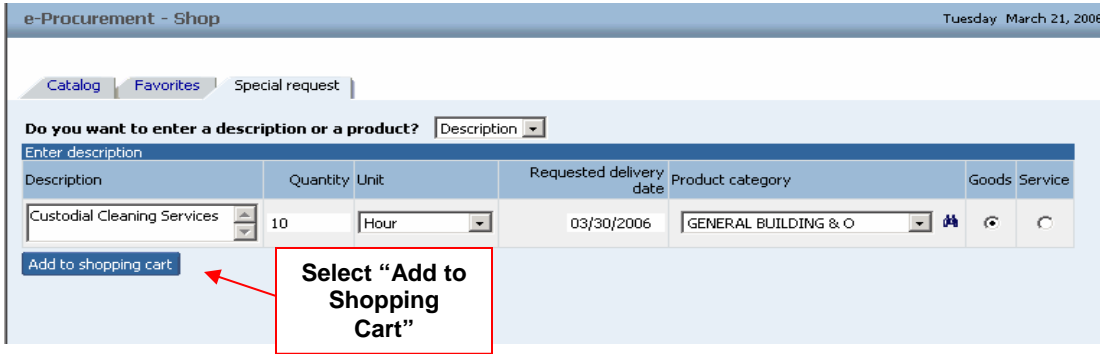 e-Procurement - Shop Tuesday March 21, 2006
Catalog Favorites Special request
Do you want to enter a description or a product? Description
Enter description
Description Quantity Unit Requested delivery date Product category Goods Service
Custodial Cleaning Services 10 Hour 03/30/2006 GENERAL BUILDING & O
Add to shopping cart
Select “Add to
Shopping
Cart”